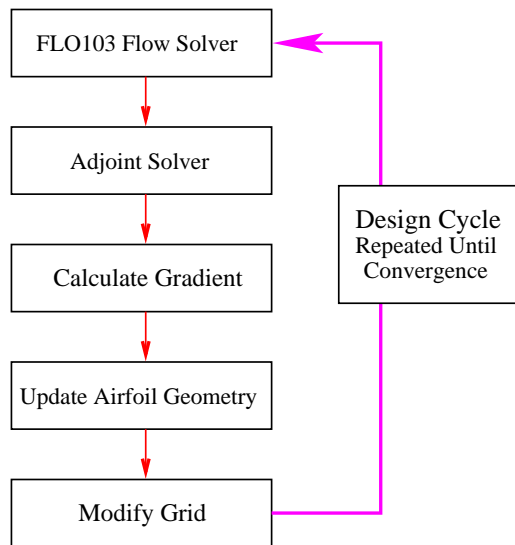 FLO103 Flow Solver
Adjoint Solver
Calculate Gradient
Update Airfoil Geometry
Modify Grid
Design Cycle
Repeated Until
Convergence